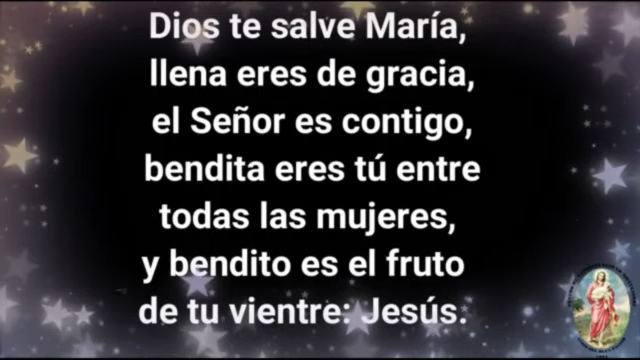 Dios te salve María,
llena eres de gracia,
el Señor es contigo,
bendita eres tú entre
todas las mujeres,
y bendito es el fruto
de tu vientre: Jesús.